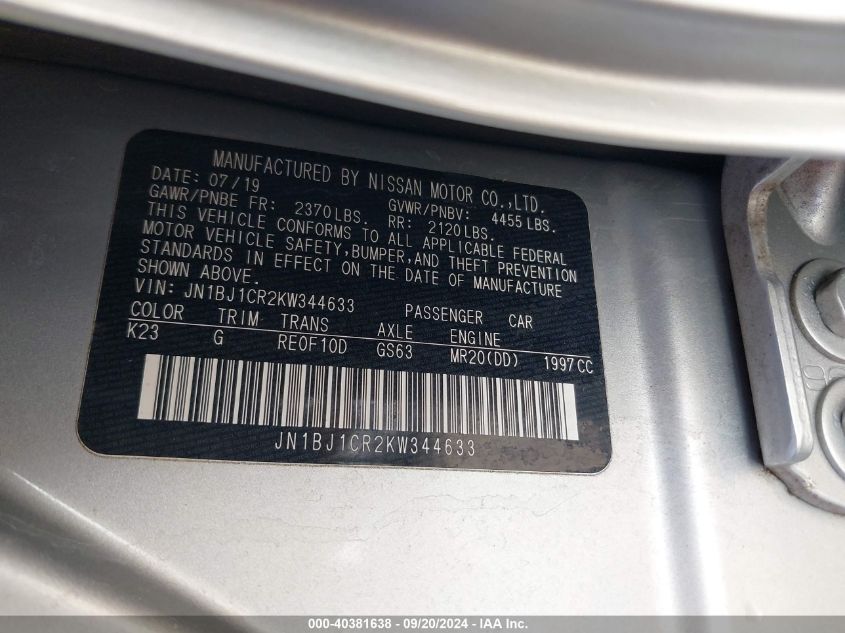 MANUFACTURED BY NISSAN MOTOR CO.,LTD.
DATE: 07/19 GVWR/PNBV: 4455 LBS.
GAWR/PNBE FR: 2370LBS. RR: 2120LBS.
THIS VEHICLE CONFORMS TO ALL APPLICABLE FEDERAL
MOTOR VEHICLE SAFETY,BUMPER,AND THEFT PREVENTION
STANDARDS IN EFFECT ON THE DATE OF MANUFACTURE
SHOWN ABOVE.
VIN: JN1BJ1CR2KW344633 PASSENGER CAR
COLOR TRIM TRANS AXLE ENGINE
K23 G RE0F10D GS63 MR20(DD) 1997CC
JN1BJ1CR2KW344633
000-40381638 - 09/20/2024 - IAA Inc.